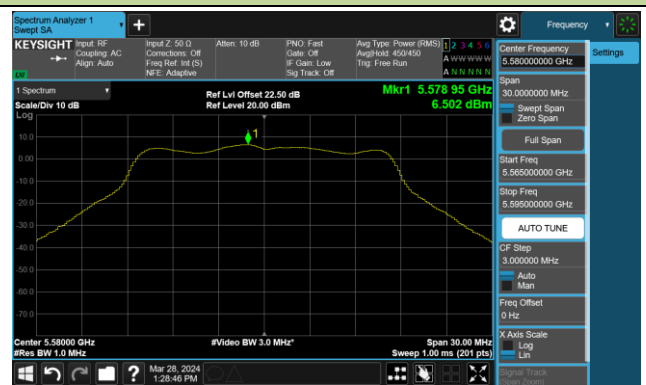 Spectrum Analyzer 1
Swept SA
Frequency
KEYSIGHT
Input: RF
Coupling: AC
Align: Auto
Input Z: 50 Ω
Corrections: Off
Freq Ref: Int (S)
NFE: Adaptive
Atten: 10 dB
PNO: Fast
Gate: Off
IF Gain: Low
Sig Track: Off
Avg Type: Power (RMS)
Avg|Hold: 450/450
Trig: Free Run
1 2 3 4 5 6
A W W W W W
A N N N N N
LW
Center Frequency
5.580000000 GHz
Settings
Span
30.0000000 MHz
Swept Span
Zero Span
Full Span
Start Freq
5.565000000 GHz
Stop Freq
5.595000000 GHz
AUTO TUNE
CF Step
3.000000 MHz
Auto
Man
Freq Offset
0 Hz
X Axis Scale
Log
Lin
Signal Track
(Span Zoom)
1 Spectrum
Scale/Div 10 dB
Log
Ref Lvl Offset 22.50 dB
Ref Level 20.00 dBm
Mkr1 5.578 95 GHz
6.502 dBm
1
10.0
0.00
-10.0
-20.0
-30.0
-40.0
-50.0
-60.0
-70.0
Center 5.58000 GHz
#Res BW 1.0 MHz
#Video BW 3.0 MHz*
Span 30.00 MHz
Sweep 1.00 ms (201 pts)
Mar 28, 2024
1:28:46 PM